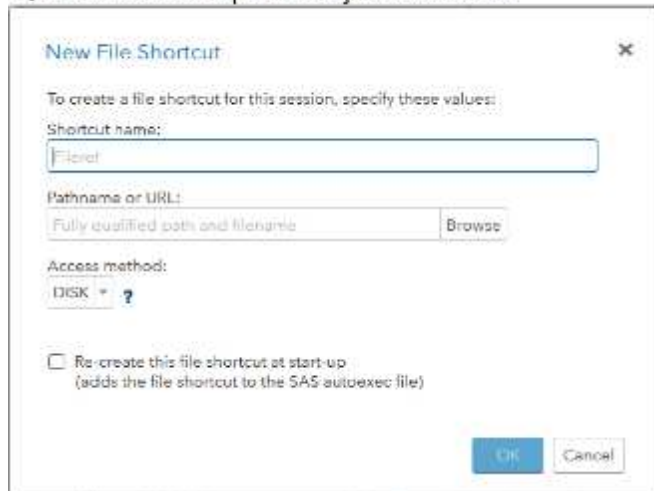 New File Shortcut
To create a file shortcut for this session, specify these values:
Shortcut name:
Fileref
Pathname or URL:
Fully qualified path and filename
Browse
Access method:
DISK
?
Re-create this file shortcut at start-up
(adds the file shortcut to the SAS autoexec file)
OK
Cancel